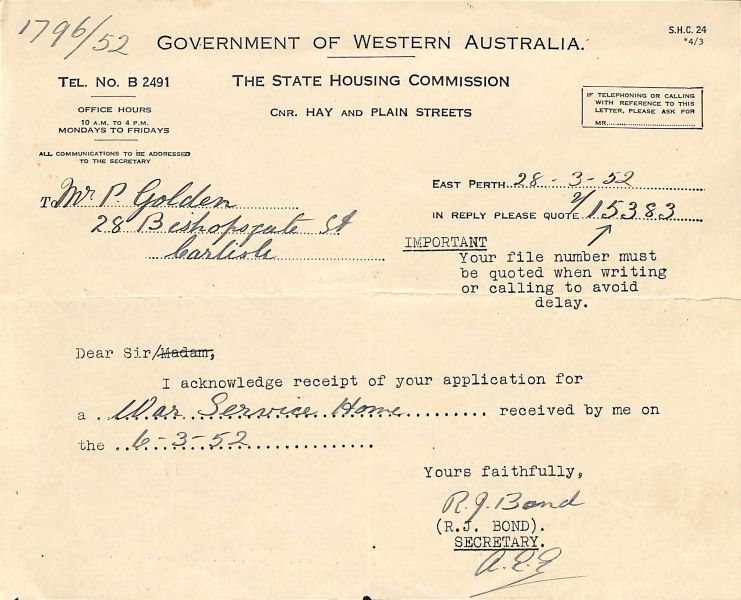 1796/52
GOVERNMENT OF WESTERN AUSTRALIA.
S.H.C. 24
*4/3
TEL. NO. B 2491
THE STATE HOUSING COMMISSION
OFFICE HOURS
10 A.M. TO 4 P.M.
MONDAYS TO FRIDAYS
CNR. HAY AND PLAIN STREETS
IF TELEPHONING OR CALLING
WITH REFERENCE TO THIS
LETTER, PLEASE ASK FOR
MR.
ALL COMMUNICATIONS TO BE ADDRESSED
TO THE SECRETARY
EAST PERTH 28-3-52
To Mr P. Golden
28 Bishopsgate St
Carlisle
IN REPLY PLEASE QUOTE 15383
IMPORTANT
Your file number must
be quoted when writing
or calling to avoid
delay.
Dear Sir/Madam,
I acknowledge receipt of your application for
a War Service Home received by me on
the 6-3-52
Yours faithfully,
R.J. Bond
(R.J. BOND).
SECRETARY.